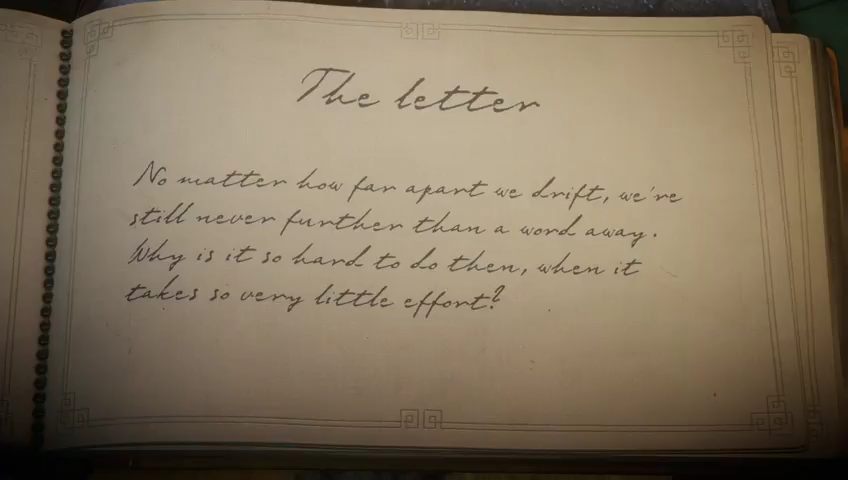 The letter
No matter how far apart we drift, we're
still never further than a word away.
Why is it so hard to do then, when it
takes so very little effort?